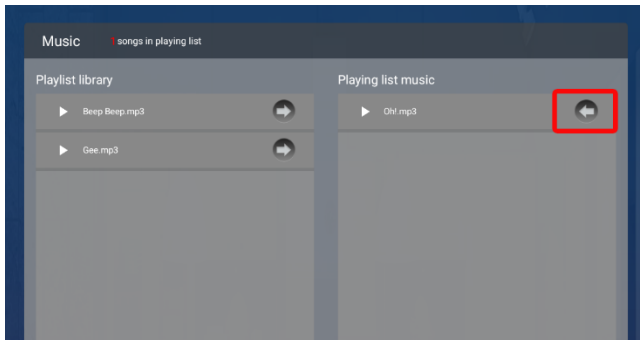 Music
songs in playing list
Playlist library
Playing list music
Beep Beep.mp3
Oh!.mp3
Gee.mp3